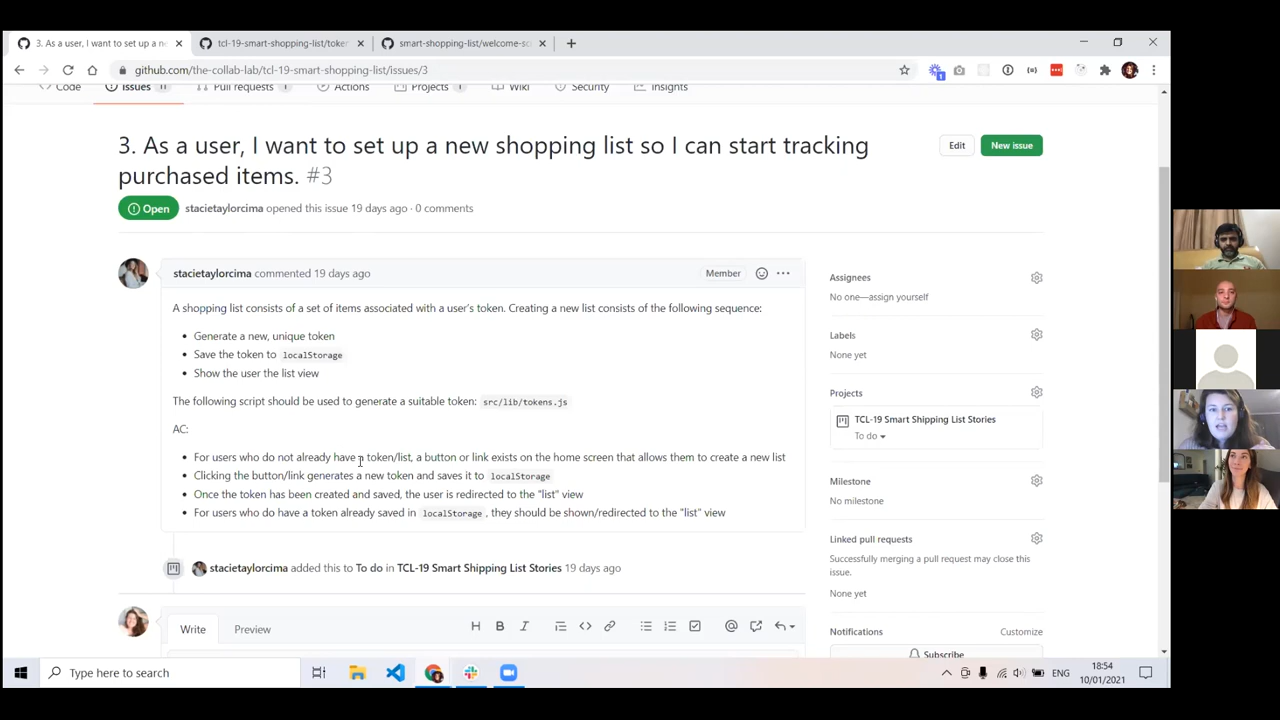 3. As a user, I want to set up a ne
tcl-19-smart-shopping-list/token
smart-shopping-list/welcome-sc
github.com/the-collab-lab/tcl-19-smart-shopping-list/issues/3
Code
Issues 11
Pull requests 1
Actions
Projects 1
Wiki
Security
Insights
3. As a user, I want to set up a new shopping list so I can start tracking
purchased items. #3
Edit
New issue
Open
stacietaylorcima opened this issue 19 days ago · 0 comments
stacietaylorcima commented 19 days ago
Member
A shopping list consists of a set of items associated with a user's token. Creating a new list consists of the following sequence:
• Generate a new, unique token
• Save the token to localStorage
• Show the user the list view
The following script should be used to generate a suitable token: src/lib/tokens.js
AC:
• For users who do not already have a token/list, a button or link exists on the home screen that allows them to create a new list
• Clicking the button/link generates a new token and saves it to localStorage
• Once the token has been created and saved, the user is redirected to the "list" view
• For users who do have a token already saved in localStorage, they should be shown/redirected to the "list" view
stacietaylorcima added this to To do in TCL-19 Smart Shipping List Stories 19 days ago
Write
Preview
H B I
Assignees
No one—assign yourself
Labels
None yet
Projects
TCL-19 Smart Shipping List Stories
To do
Milestone
No milestone
Linked pull requests
Successfully merging a pull request may close this
issue.
None yet
Notifications
Customize
Subscribe
Type here to search
ENG
18:54
10/01/2021